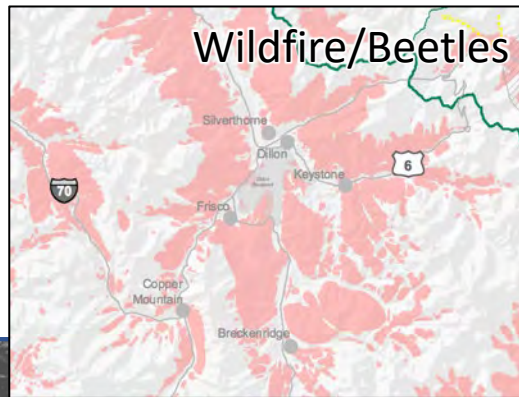 Wildfire/Beetles
Silverthorne
Dillon
Keystone
6
70
Frisco
Copper
Mountain
Breckenridge